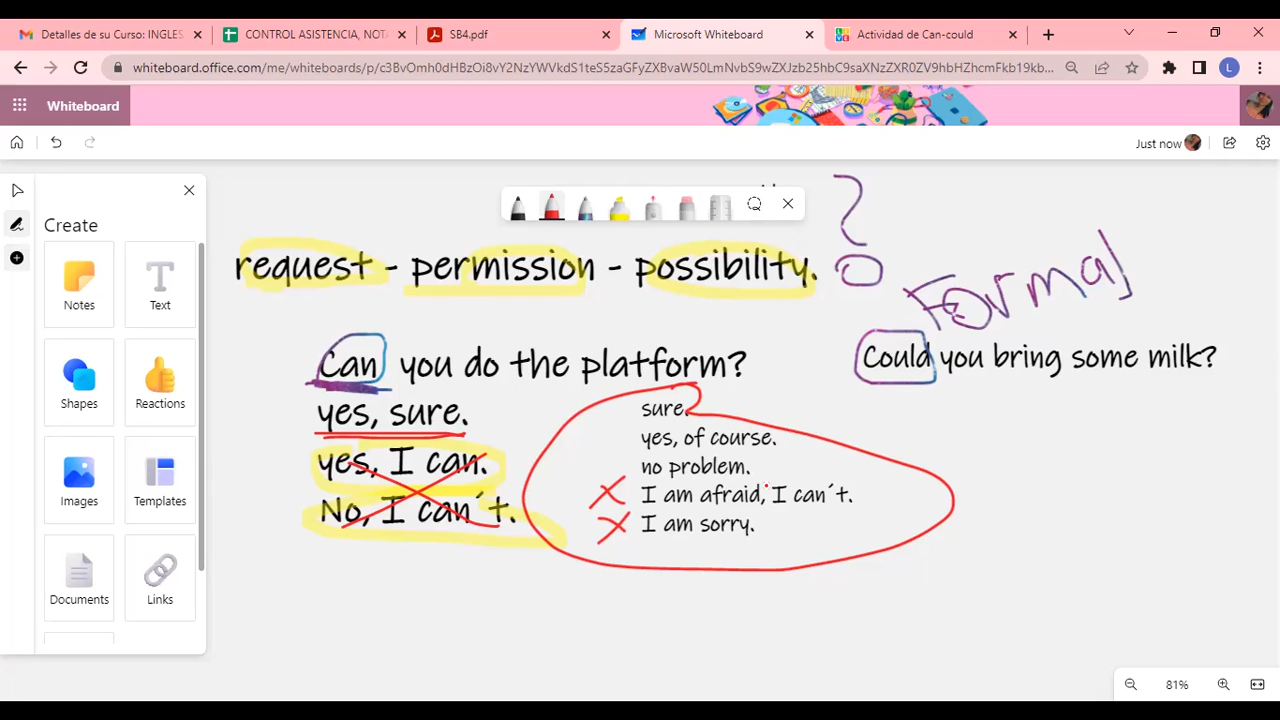 Detalles de su Curso: INGLES
CONTROL ASISTENCIA, NOTA
SB4.pdf
Microsoft Whiteboard
Actividad de Can-could
Whiteboard
Just now
Create
Notes
Text
Shapes
Reactions
Images
Templates
Documents
Links
request - permission - possibility.
?
Formal
Can you do the platform?
Could you bring some milk?
yes, sure.
yes, I can.
No, I can´t.
sure.
yes, of course.
no problem.
X I am afraid, I can´t.
X I am sorry.
81%
L